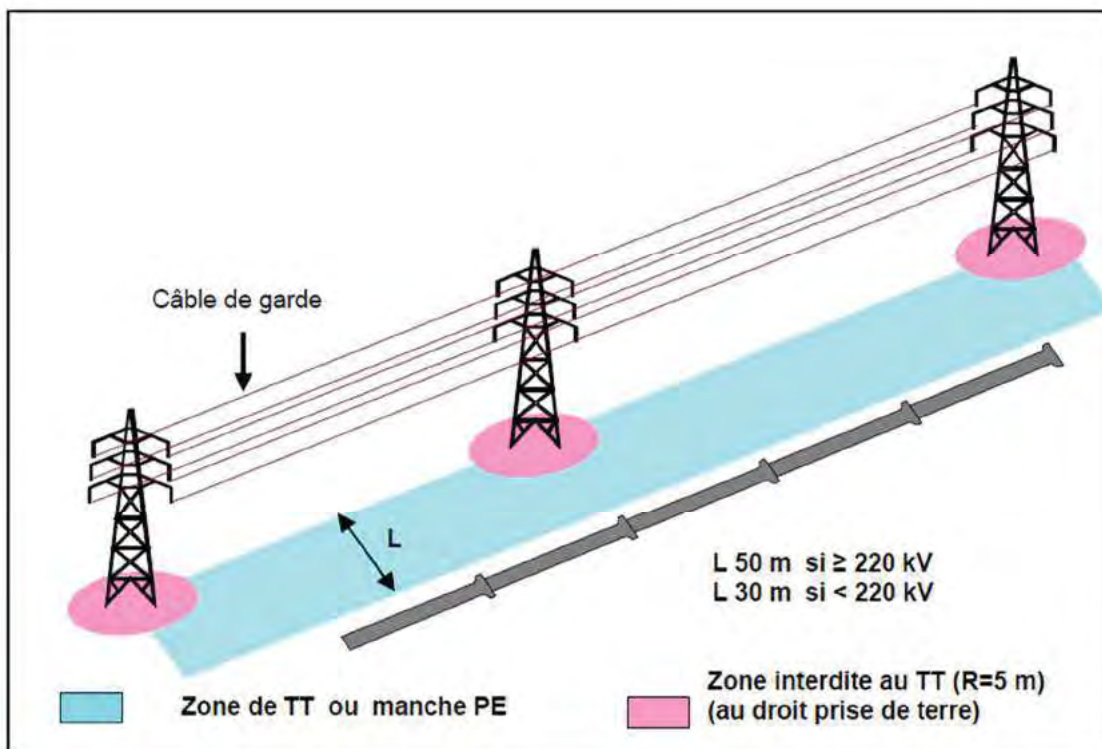 Câble de garde
L
L 50 m si ≥ 220 kV
L 30 m si < 220 kV
Zone de TT ou manche PE
Zone interdite au TT (R=5 m)
(au droit prise de terre)